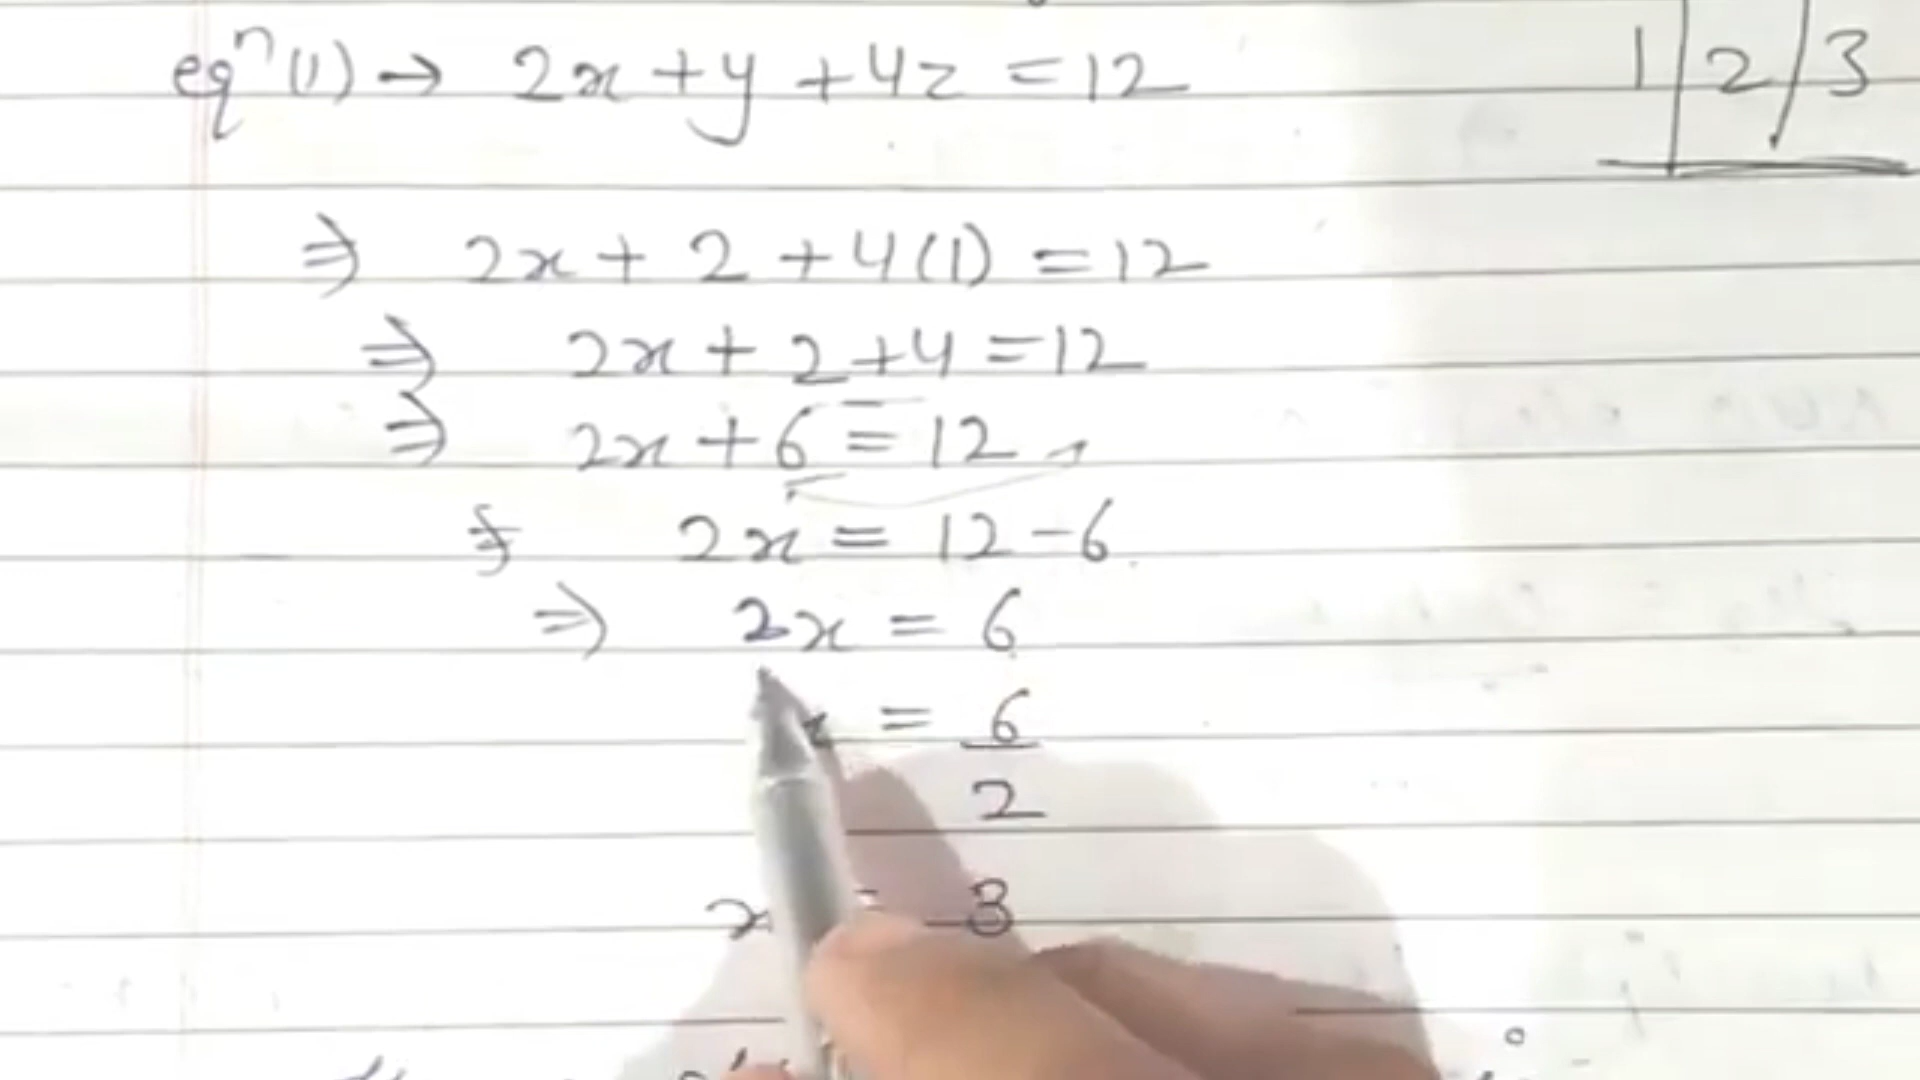 eqⁿ (1) → 2x + y + 4z = 12
1 | 2 / 3
⇒ 2x + 2 + 4(1) = 12
⇒ 2x + 2 + 4 = 12
⇒ 2x + 6 = 12
⇒ 2x = 12 - 6
⇒ 2x = 6
x = 6/2
x = 3